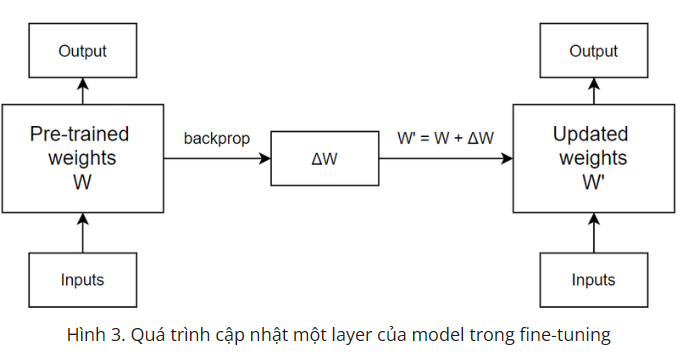 Output
Pre-trained
weights
W
Inputs
backprop
ΔW
W' = W + ΔW
Output
Updated
weights
W'
Inputs
Hình 3. Quá trình cập nhật một layer của model trong fine-tuning